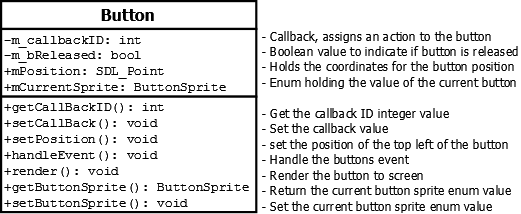 Button
-m_callbackID: int - Callback, assigns an action to the button
-m_bReleased: bool - Boolean value to indicate if button is released
+mPosition: SDL_Point - Holds the coordinates for the button position
+mCurrentSprite: ButtonSprite - Enum holding the value of the current button
+getCallBackID(): int - Get the callback ID integer value
+setCallBack(): void - Set the callback value
+setPosition(): void - set the position of the top left of the button
+handleEvent(): void - Handle the buttons event
+render(): void - Render the button to screen
+getButtonSprite(): ButtonSprite - Return the current button sprite enum value
+setButtonSprite(): void - Set the current button sprite enum value